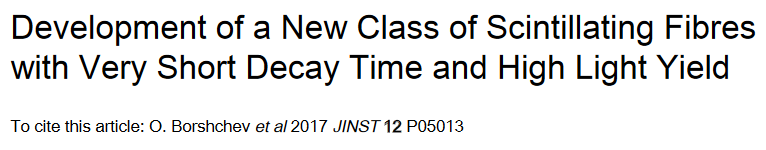 Development of a New Class of Scintillating Fibres
with Very Short Decay Time and High Light Yield
To cite this article: O. Borshchev et al 2017 JINST 12 P05013